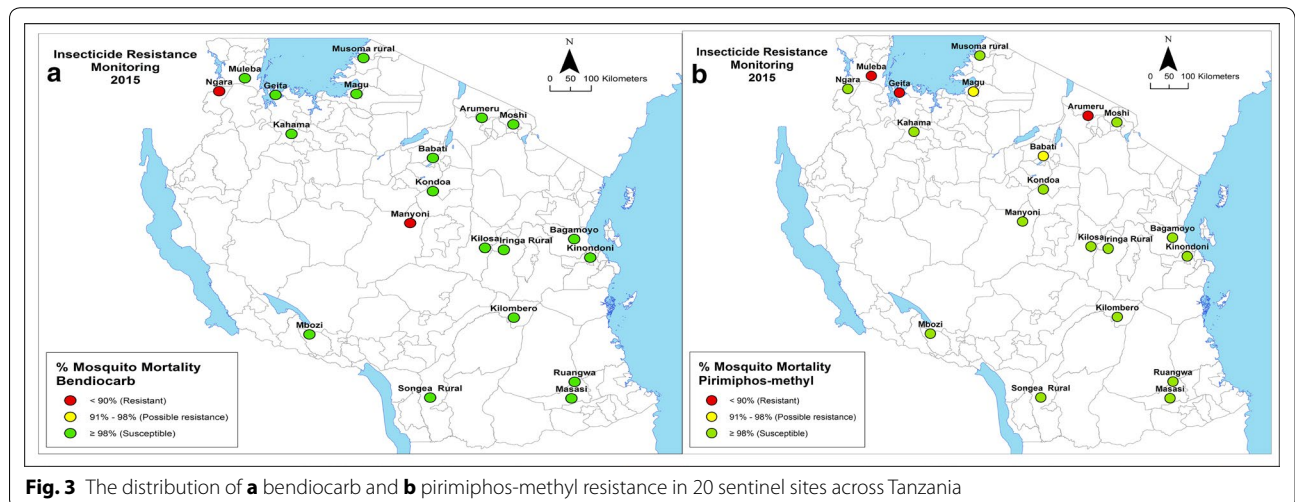 Insecticide Resistance
Monitoring
2015
a
N
0 50 100 Kilometers
Musoma rural
Muleba
Ngara
Geita
Magu
Kahama
Arumeru
Moshi
Babati
Kondoa
Manyoni
Kilosa
Iringa Rural
Bagamoyo
Kinondoni
Kilombero
Mbozi
Songea Rural
Ruangwa
Masasi
% Mosquito Mortality
Bendiocarb
< 90% (Resistant)
91% - 98% (Possible resistance)
≥ 98% (Susceptible)
Insecticide Resistance
Monitoring
2015
b
N
0 50 100 Kilometers
Musoma rural
Muleba
Ngara
Geita
Magu
Kahama
Arumeru
Moshi
Babati
Kondoa
Manyoni
Kilosa
Iringa Rural
Bagamoyo
Kinondoni
Kilombero
Mbozi
Songea Rural
Ruangwa
Masasi
% Mosquito Mortality
Pirimiphos-methyl
< 90% (Resistant)
91% - 98% (Possible resistance)
≥ 98% (Susceptible)
Fig. 3 The distribution of a bendiocarb and b pirimiphos-methyl resistance in 20 sentinel sites across Tanzania